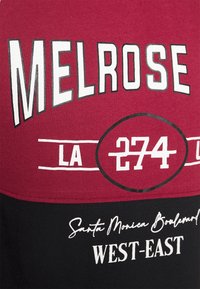 MELROSE
LA 274
Santa Monica Boulevard
WEST-EAST